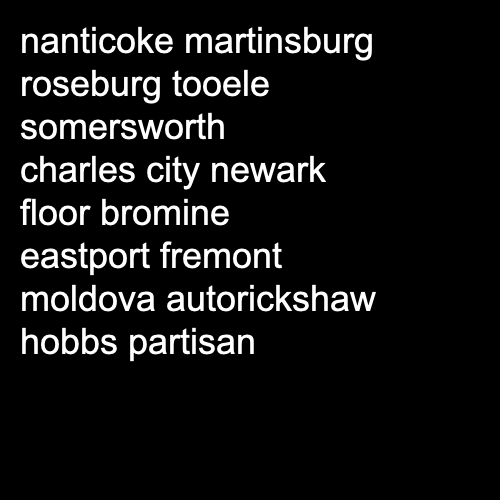 nanticoke martinsburg
roseburg tooele
somersworth
charles city newark
floor bromine
eastport fremont
moldova autorickshaw
hobbs partisan